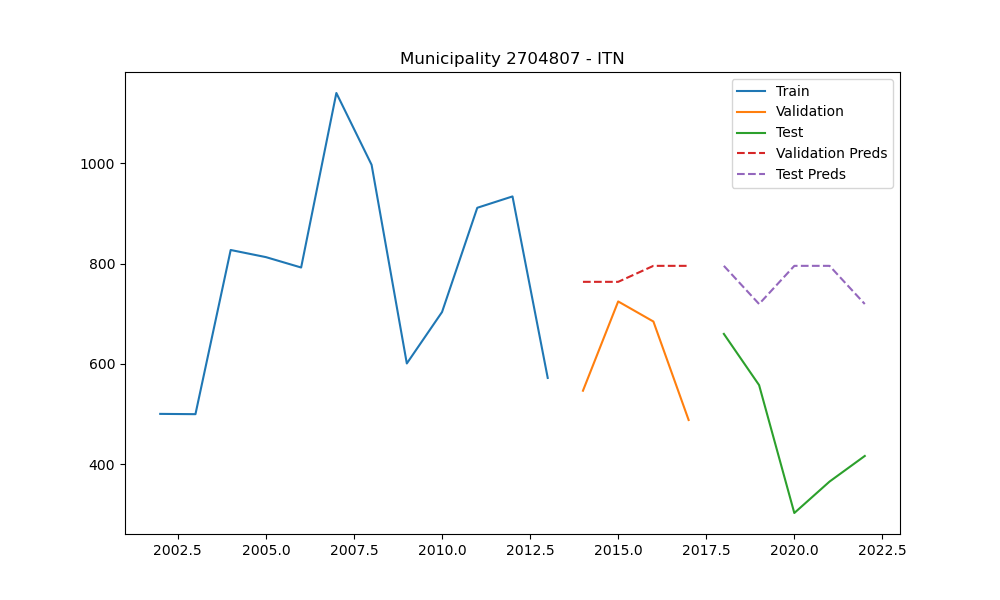 Municipality 2704807 - ITN
Train
Validation
Test
Validation Preds
Test Preds
1000
800
600
400
2002.5 2005.0 2007.5 2010.0 2012.5 2015.0 2017.5 2020.0 2022.5